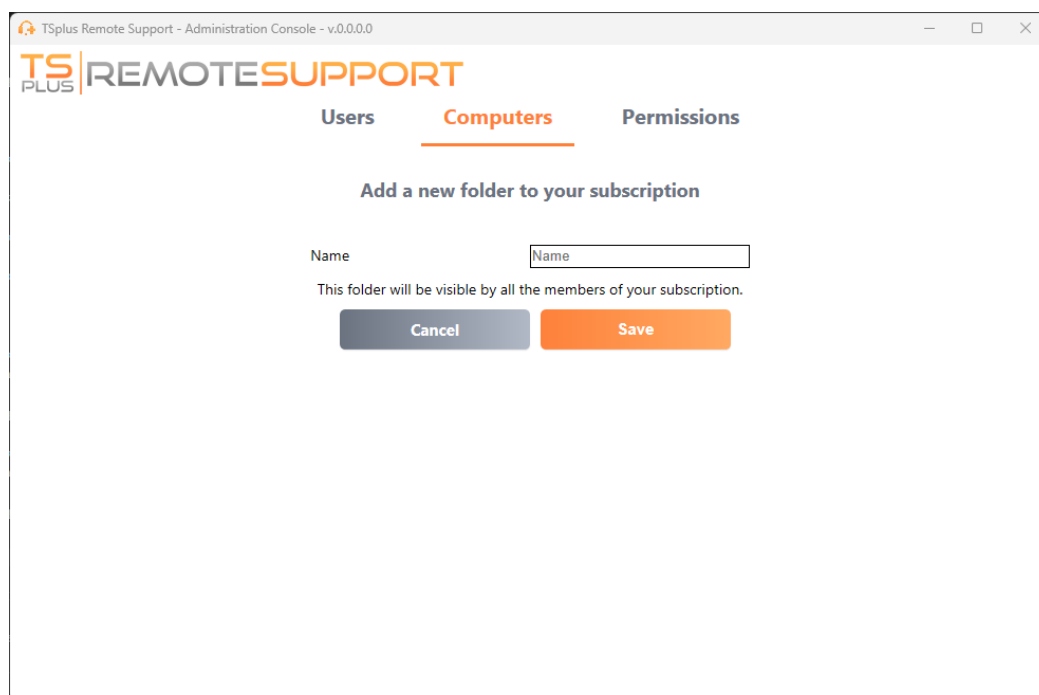 TSplus Remote Support - Administration Console - v.0.0.0.0
TS PLUS REMOTESUPPORT
Users Computers Permissions
Add a new folder to your subscription
Name Name
This folder will be visible by all the members of your subscription.
Cancel Save